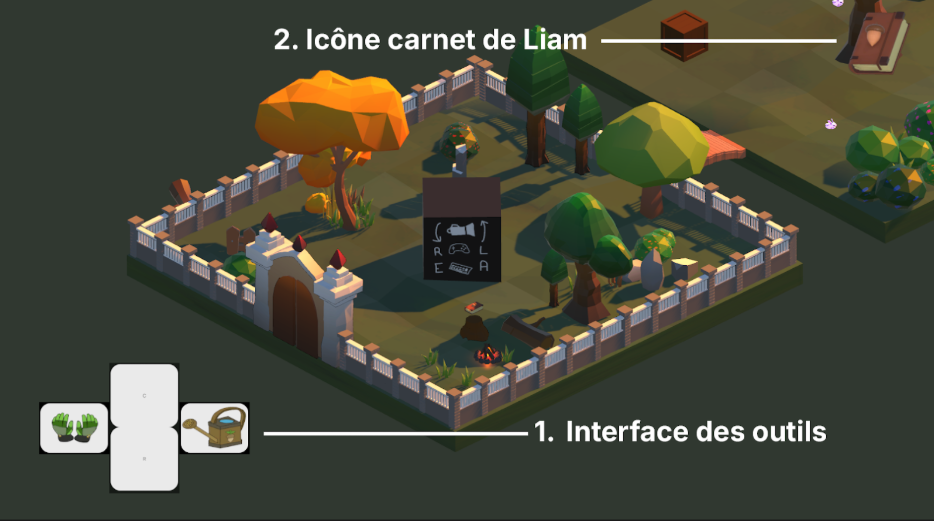 2. Icône carnet de Liam
R L
E A
1. Interface des outils